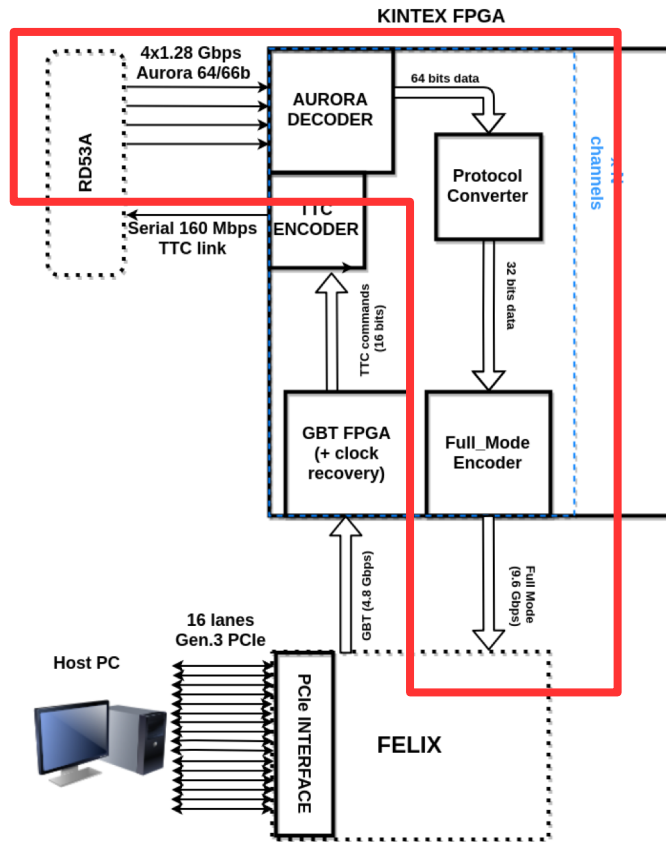 KINTEX FPGA
4x1.28 Gbps
Aurora 64/66b
RD53A
AURORA
DECODER
64 bits data
Protocol
Converter
channels
TTC
ENCODER
Serial 160 Mbps
TTC link
TTC commands
(16 bits)
32 bits data
GBT FPGA
(+ clock
recovery)
Full_Mode
Encoder
GBT (4.8 Gbps)
Full Mode
(9.6 Gbps)
16 lanes
Gen.3 PCIe
Host PC
PCIe INTERFACE
FELIX